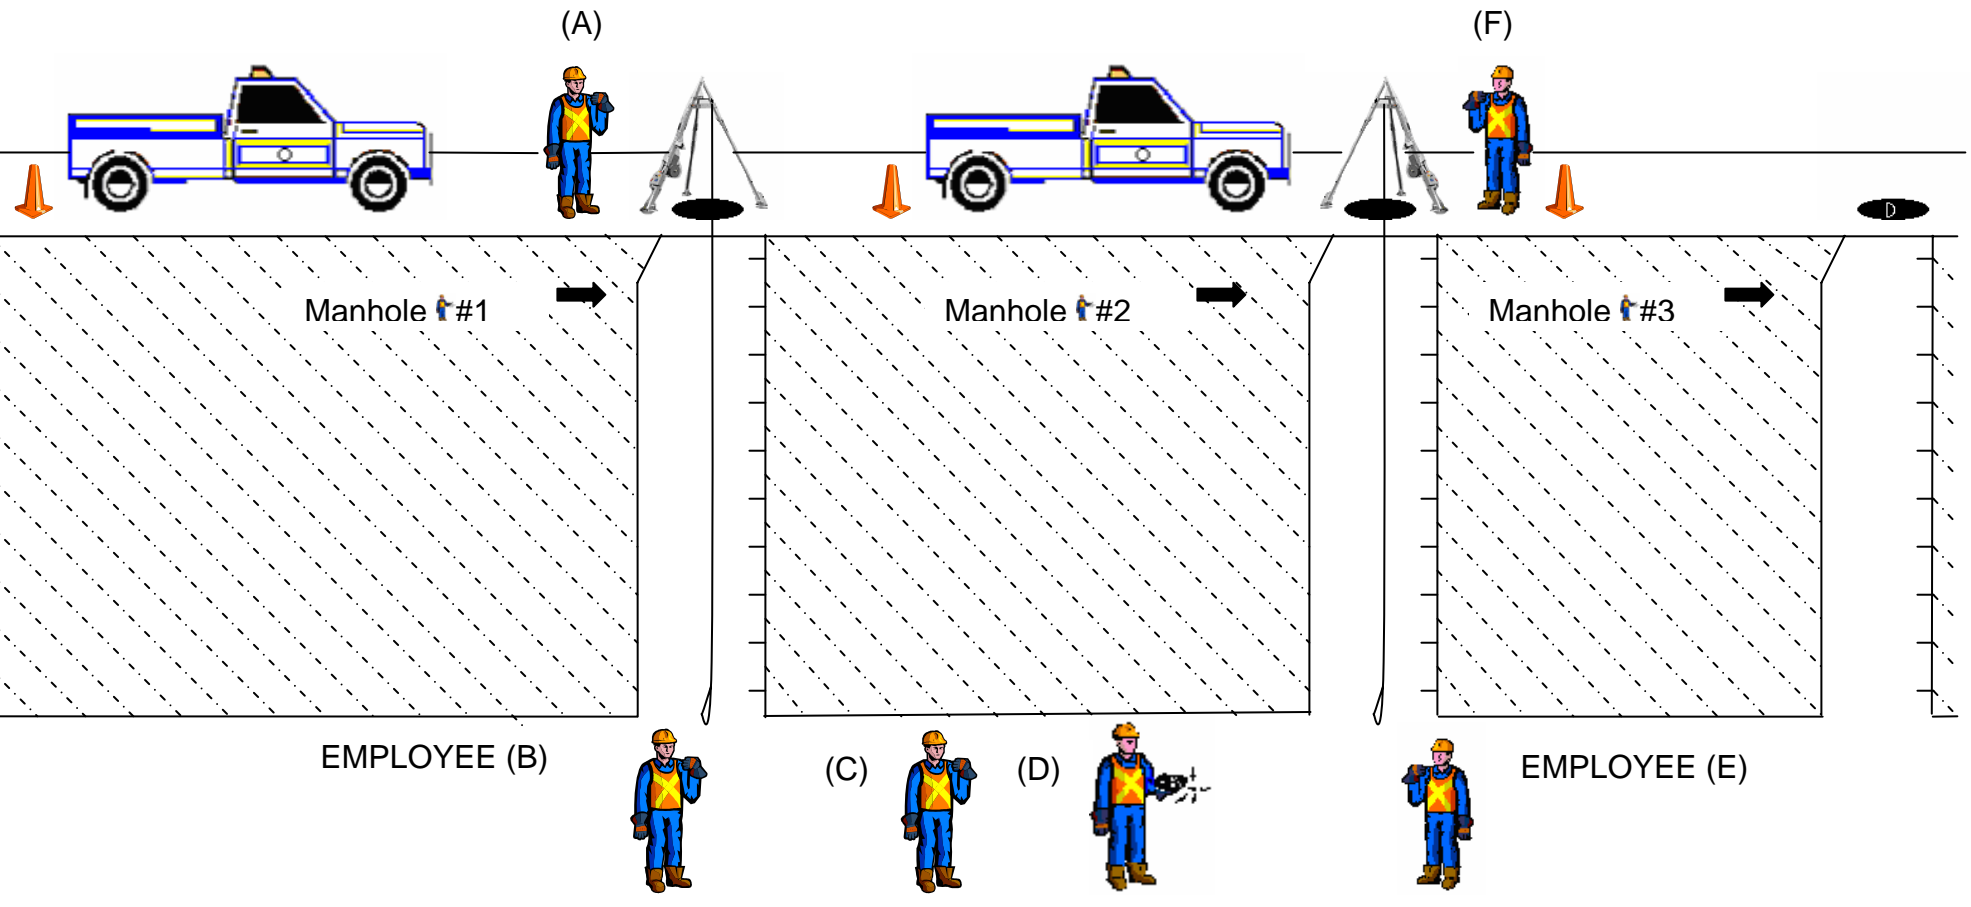 (A)
(F)
D
Manhole #1
Manhole #2
Manhole #3
EMPLOYEE (B)
(C)
(D)
EMPLOYEE (E)